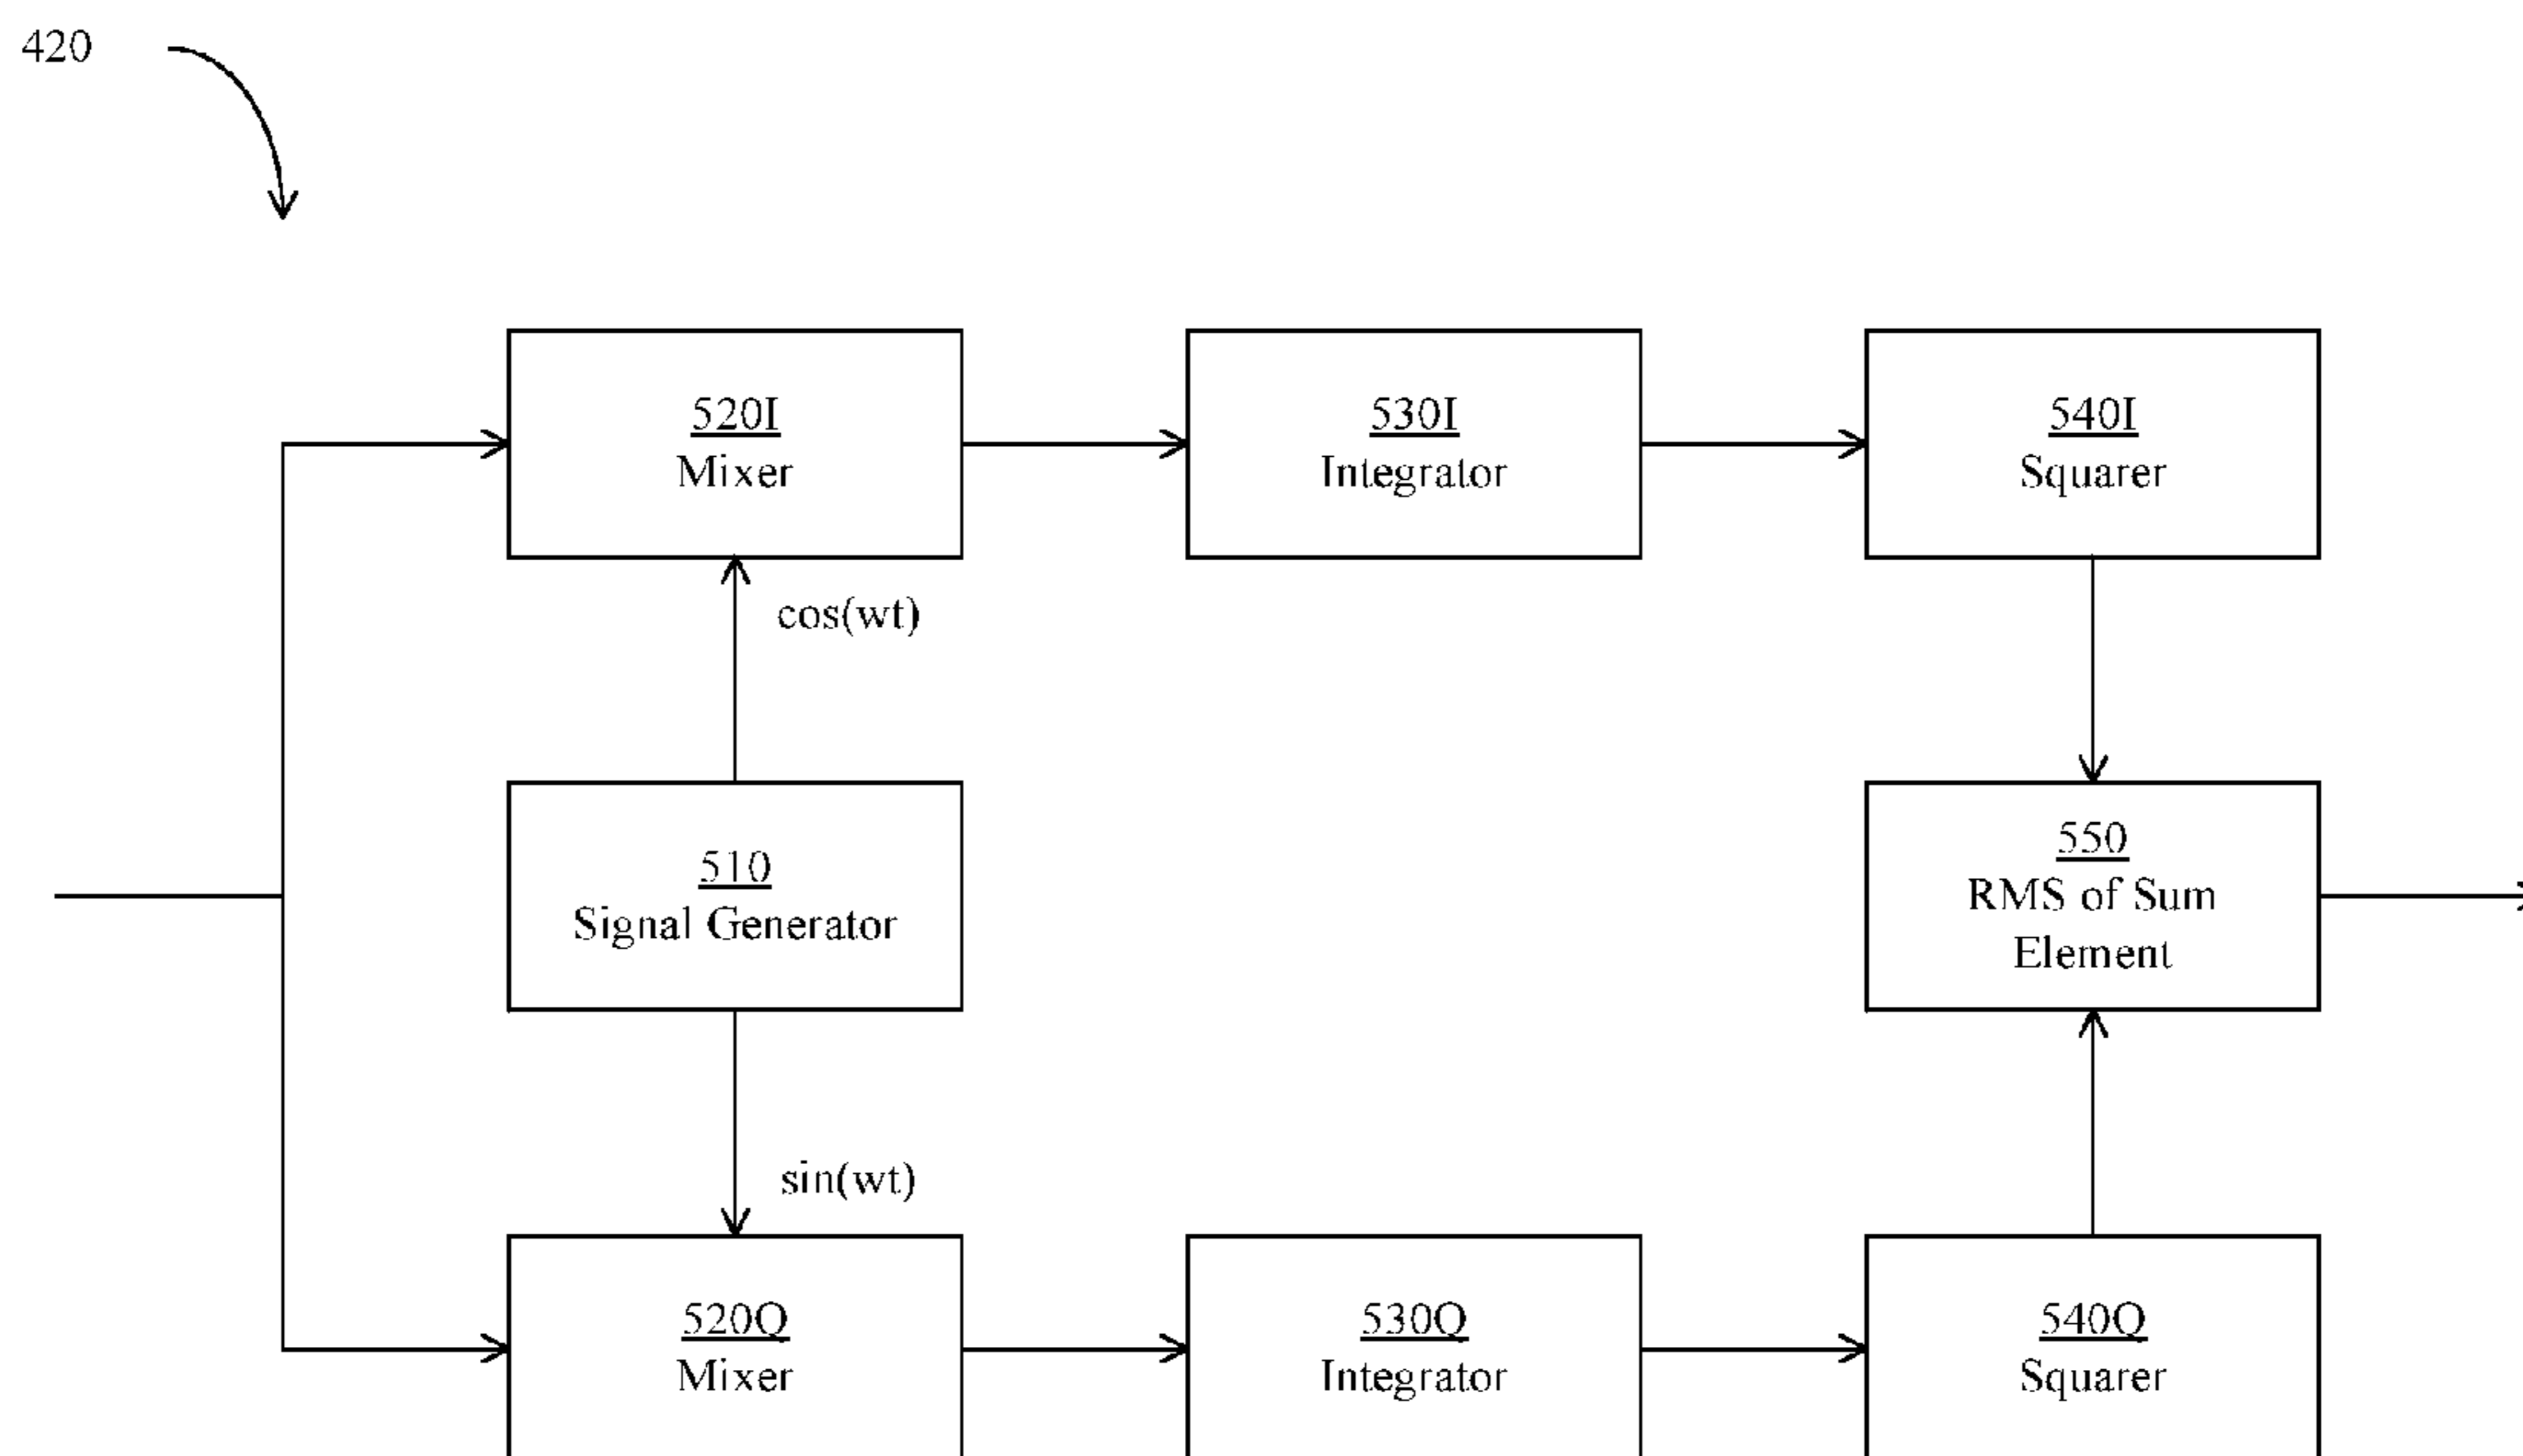 420
520I
Mixer
530I
Integrator
540I
Squarer
cos(wt)
510
Signal Generator
550
RMS of Sum
Element
sin(wt)
520Q
Mixer
530Q
Integrator
540Q
Squarer